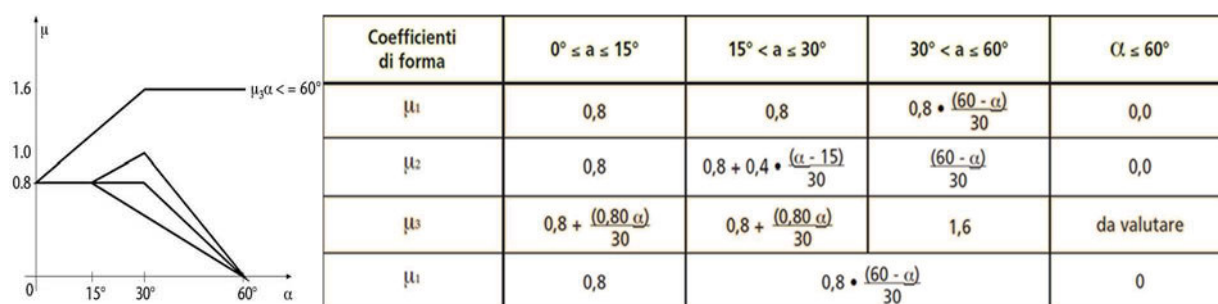 μ
1.6
μ₃α < = 60°
1.0
0.8
0 15° 30° 60° α
Coefficienti di forma | 0° ≤ a ≤ 15° | 15° < a ≤ 30° | 30° < a ≤ 60° | α ≤ 60°
μ₁ | 0,8 | 0,8 | 0,8 • (60 - α)/30 | 0,0
μ₂ | 0,8 | 0,8 + 0,4 • (α - 15)/30 | (60 - α)/30 | 0,0
μ₃ | 0,8 + (0,80 α)/30 | 0,8 + (0,80 α)/30 | 1,6 | da valutare
μ₁ | 0,8 | 0,8 • (60 - α)/30 | 0